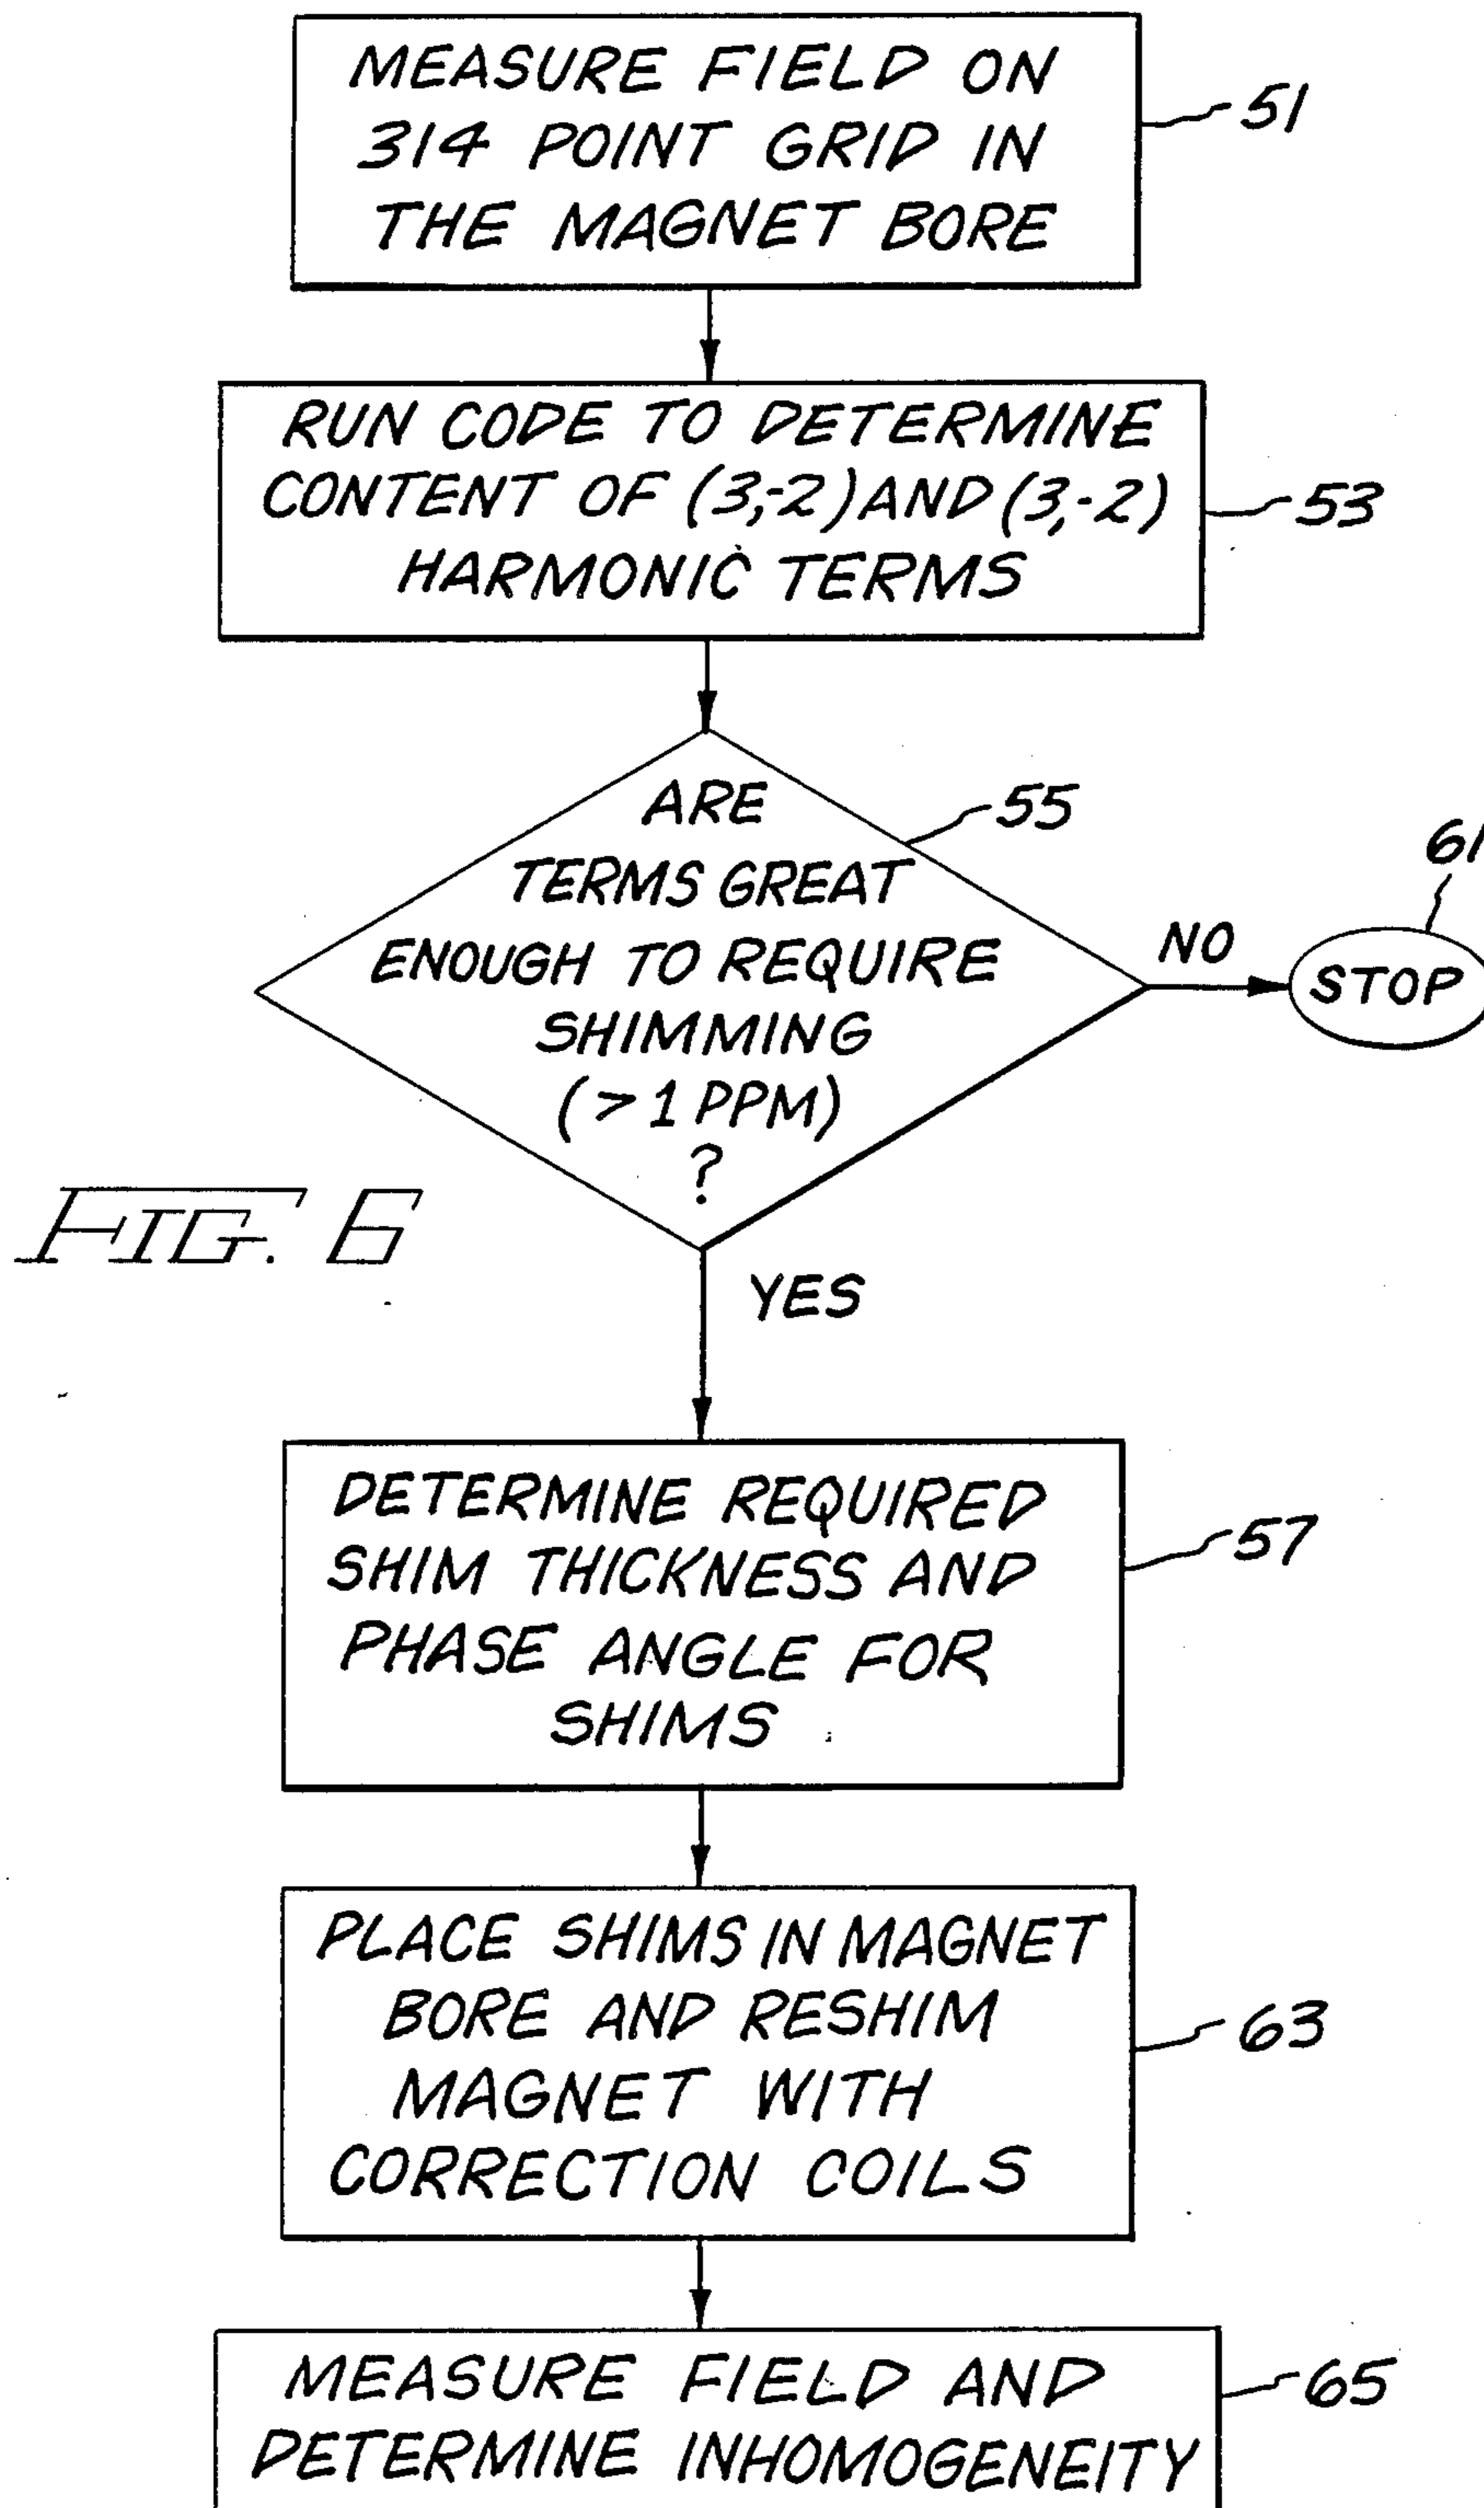 MEASURE FIELD ON
314 POINT GRID IN
THE MAGNET BORE
51
RUN CODE TO DETERMINE
CONTENT OF (3,-2) AND (3,-2)
HARMONIC TERMS
53
ARE
TERMS GREAT
ENOUGH TO REQUIRE
SHIMMING
(> 1 PPM)
?
55
NO
61
STOP
FIG. 6
YES
DETERMINE REQUIRED
SHIM THICKNESS AND
PHASE ANGLE FOR
SHIMS
57
PLACE SHIMS IN MAGNET
BORE AND RESHIM
MAGNET WITH
CORRECTION COILS
63
MEASURE FIELD AND
DETERMINE INHOMOGENEITY
65